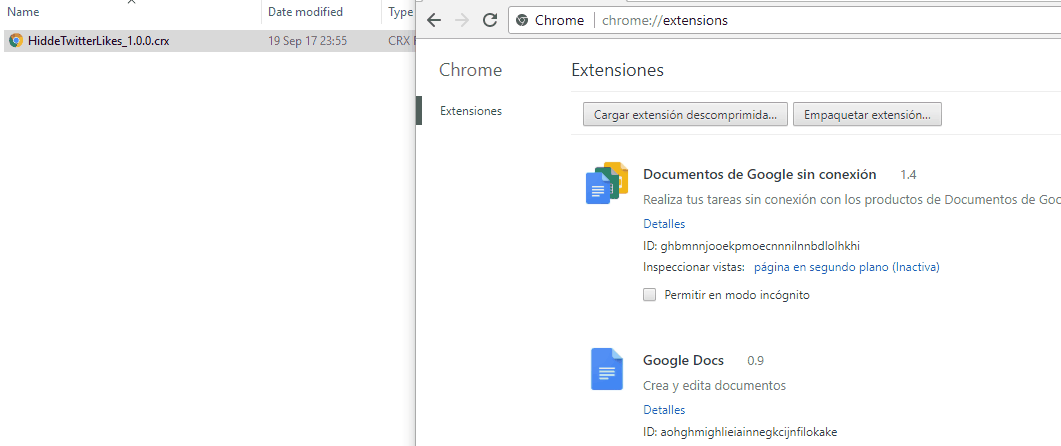 Name Date modified Type
HiddeTwitterLikes_1.0.0.crx 19 Sep 17 23:55 CRX
Chrome chrome://extensions
Chrome
Extensiones
Extensiones
Cargar extensión descomprimida... Empaquetar extensión...
Documentos de Google sin conexión 1.4
Realiza tus tareas sin conexión con los productos de Documentos de Goo
Detalles
ID: ghbmnnjooekpmoecnnnilnnbdlolhkhi
Inspeccionar vistas: página en segundo plano (Inactiva)
Permitir en modo incógnito
Google Docs 0.9
Crea y edita documentos
Detalles
ID: aohghmighlieiainnegkcijnfilokake